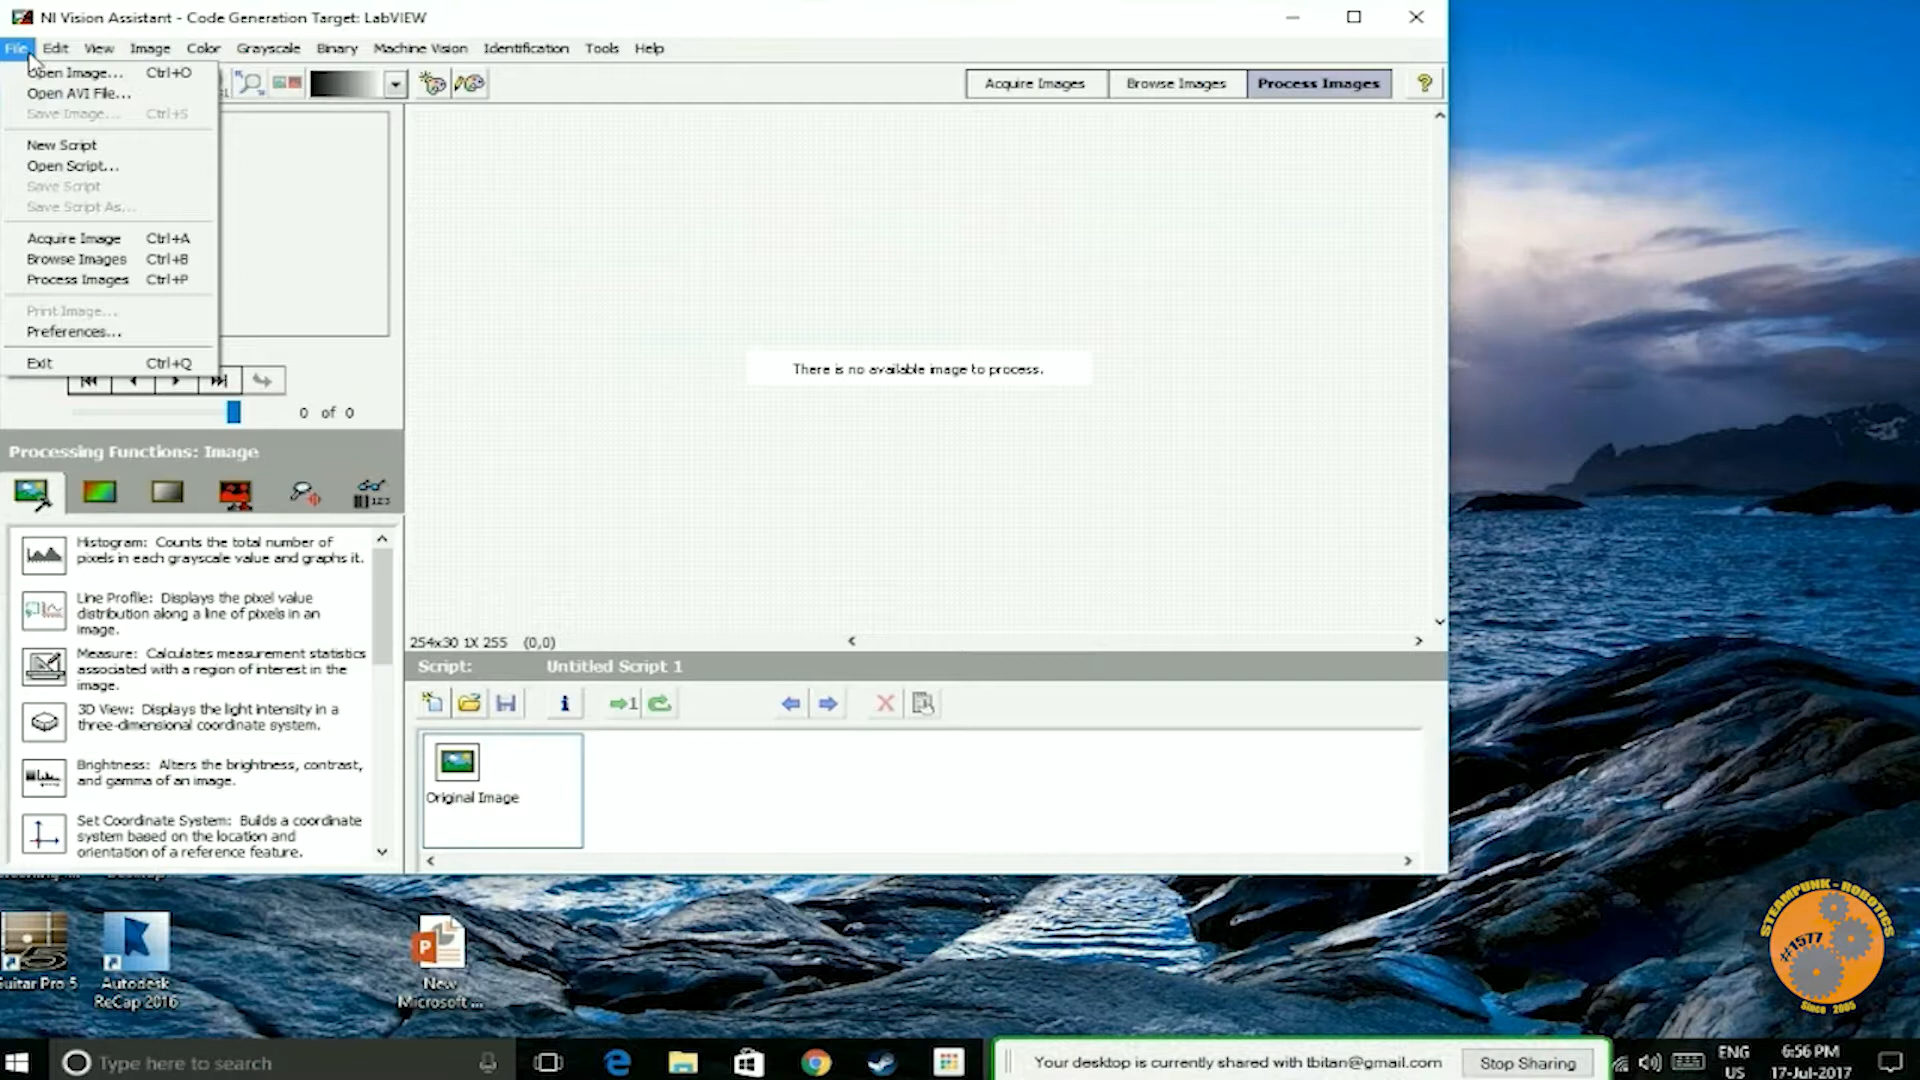 NI Vision Assistant - Code Generation Target: LabVIEW
File Edit View Image Color Grayscale Binary Machine Vision Identification Tools Help
Open Image... Ctrl+O
Open AVI File...
Save Image... Ctrl+S
New Script
Open Script...
Save Script
Save Script As...
Acquire Image Ctrl+A
Browse Images Ctrl+B
Process Images Ctrl+P
Print Image...
Preferences...
Exit Ctrl+Q
Acquire Images Browse Images Process Images
There is no available image to process.
0 of 0
Processing Functions: Image
Histogram: Counts the total number of
pixels in each grayscale value and graphs it.
Line Profile: Displays the pixel value
distribution along a line of pixels in an
image.
Measure: Calculates measurement statistics
associated with a region of interest in the
image.
3D View: Displays the light intensity in a
three-dimensional coordinate system.
Brightness: Alters the brightness, contrast,
and gamma of an image.
Set Coordinate System: Builds a coordinate
system based on the location and
orientation of a reference feature.
254x30 1X 255 (0,0)
Script: Untitled Script 1
Original Image
Guitar Pro 5
Autodesk
ReCap 2016
New
Microsoft ...
STEAMPUNK - ROBOTICS
#1577
Since 2005
Type here to search
Your desktop is currently shared with tbitan@gmail.com
Stop Sharing
ENG
US
6:56 PM
17-Jul-2017